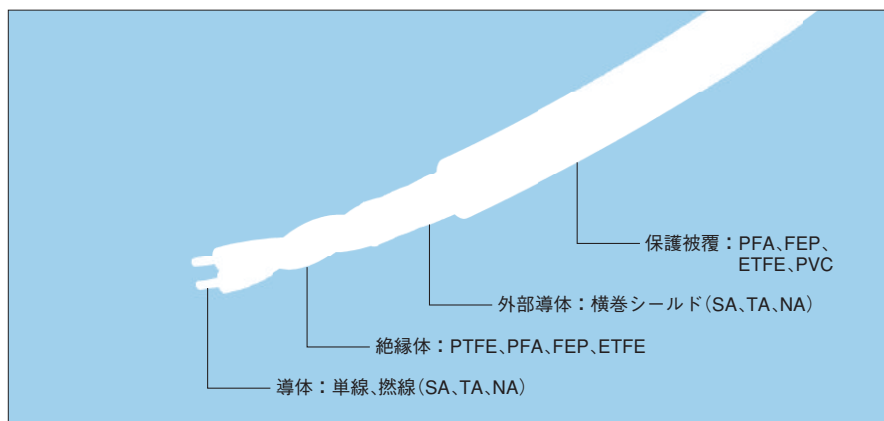 保護被覆：PFA、FEP、
ETFE、PVC
外部導体：横巻シールド(SA、TA、NA)
絶縁体：PTFE、PFA、FEP、ETFE
導体：単線、撚線(SA、TA、NA)